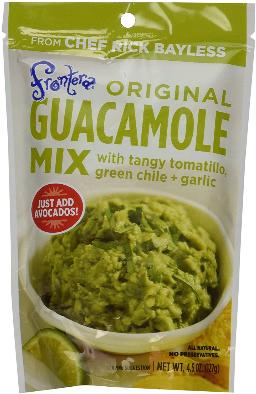 FROM CHEF RICK BAYLESS
Frontera
ORIGINAL
GUACAMOLE
MIX with tangy tomatillo,
green chile + garlic
JUST ADD
AVOCADOS!
ALL NATURAL.
NO PRESERVATIVES.
SUGGESTION NET WT. 4.5 OZ. (127g)